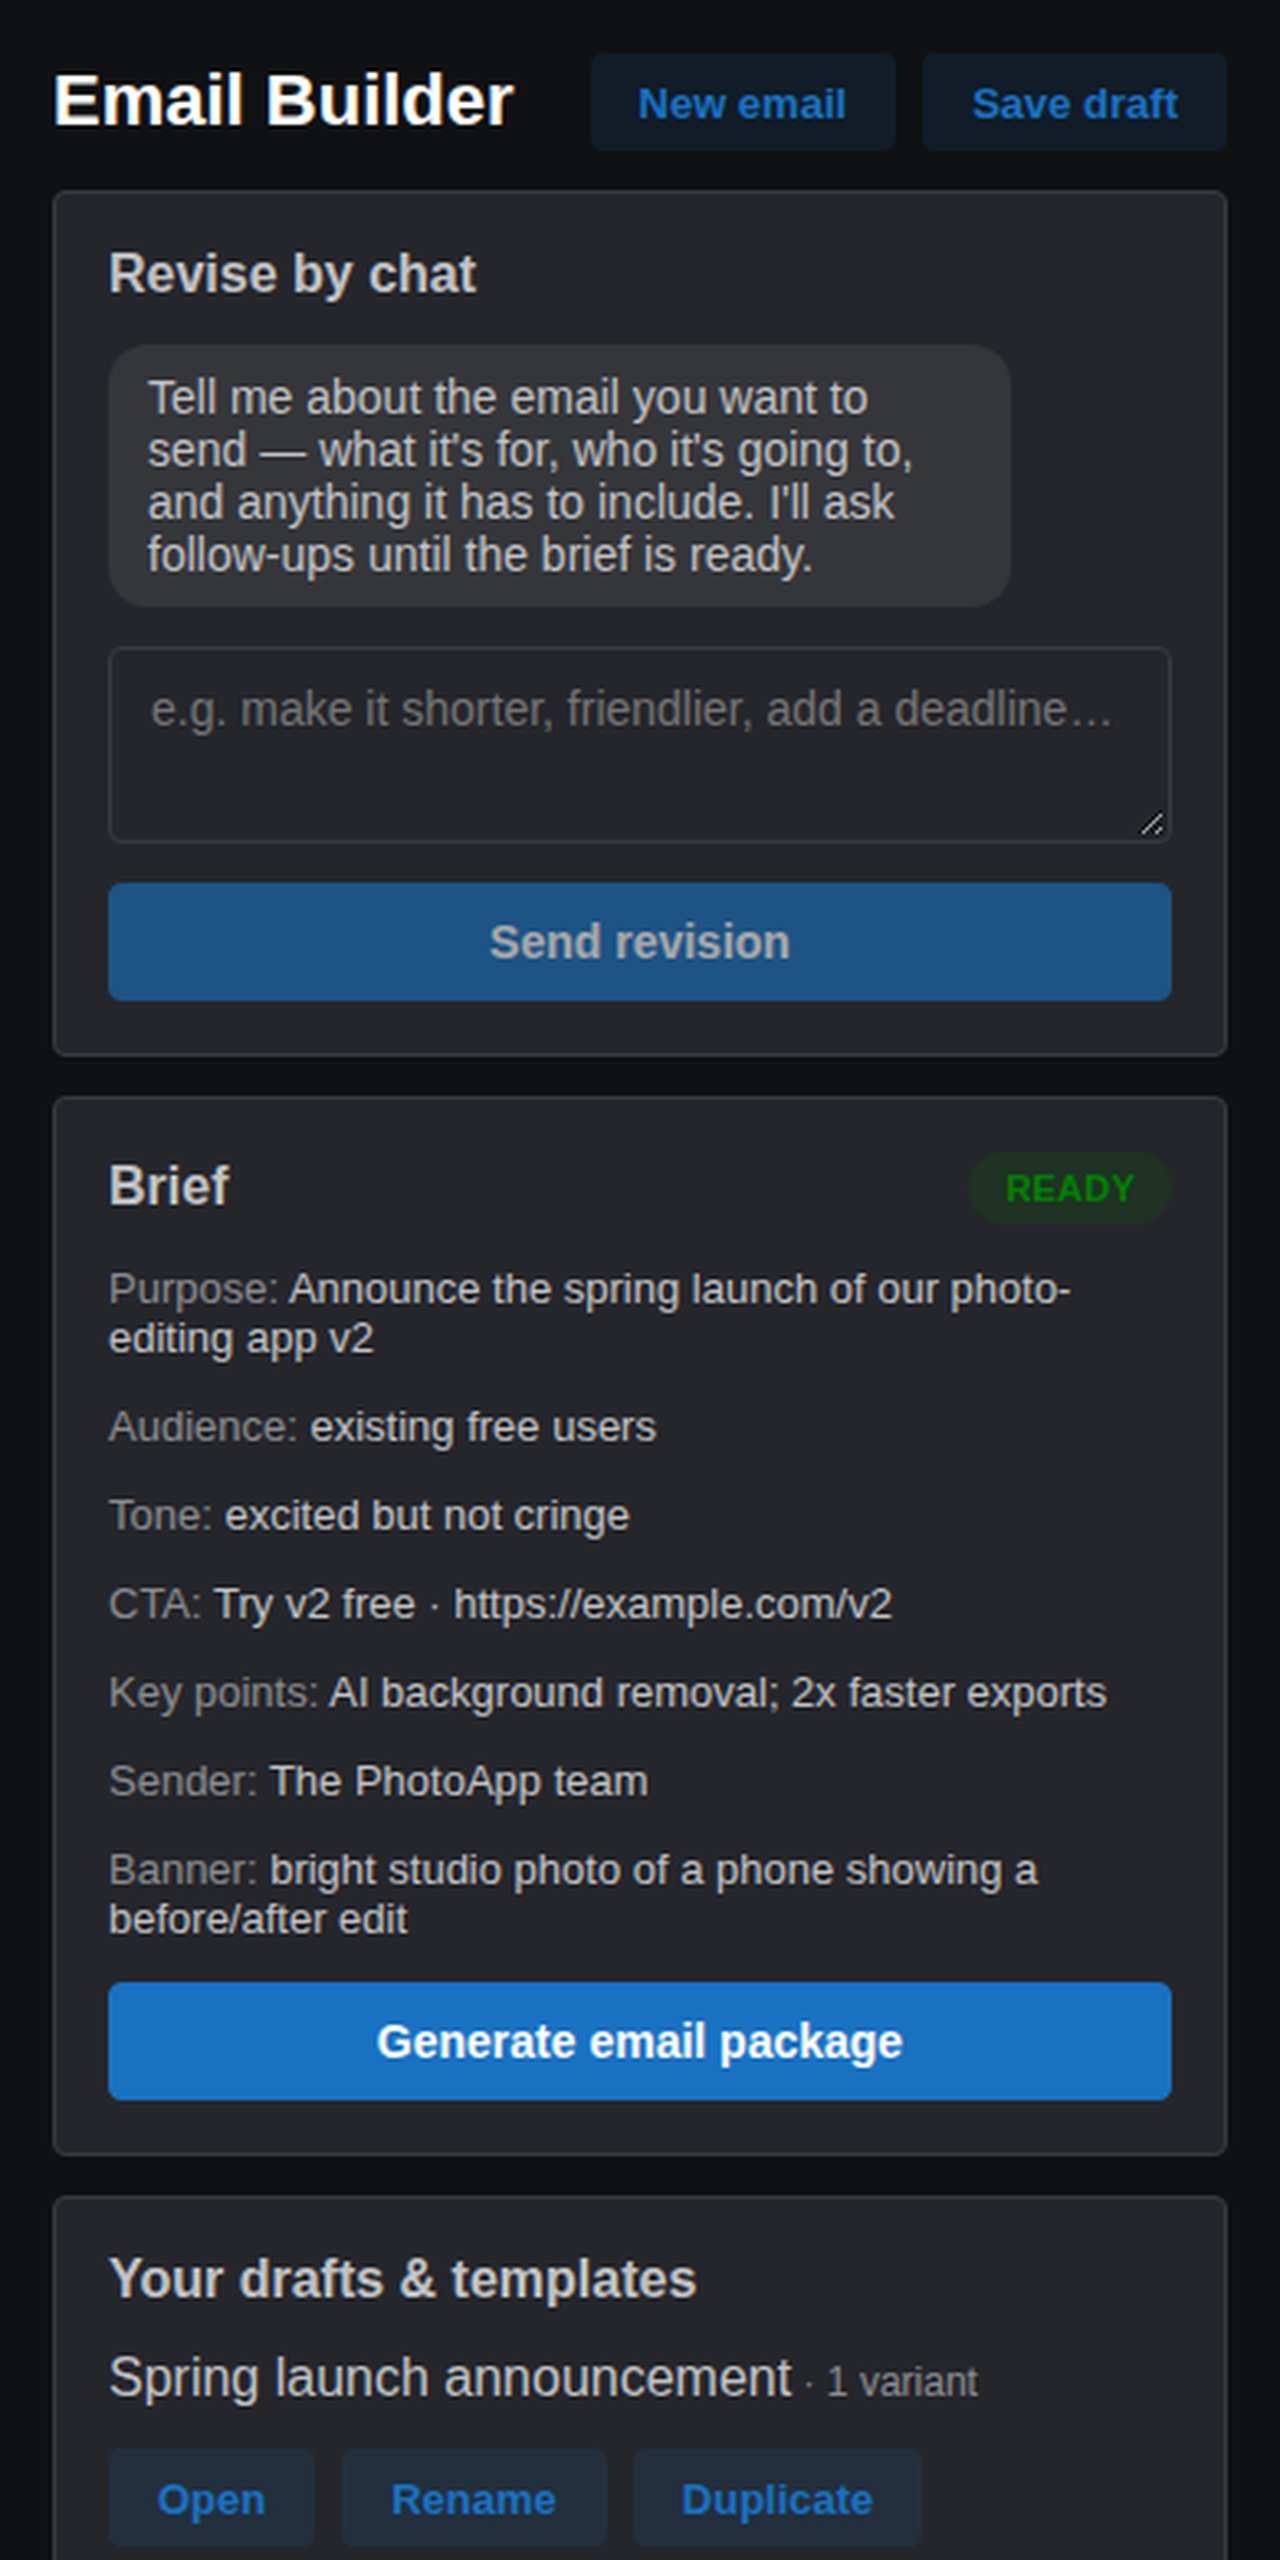 Email Builder
New email
Save draft
Revise by chat
Tell me about the email you want to
send — what it's for, who it's going to,
and anything it has to include. I'll ask
follow-ups until the brief is ready.
e.g. make it shorter, friendlier, add a deadline…
Send revision
Brief
READY
Purpose: Announce the spring launch of our photo-
editing app v2
Audience: existing free users
Tone: excited but not cringe
CTA: Try v2 free · https://example.com/v2
Key points: AI background removal; 2x faster exports
Sender: The PhotoApp team
Banner: bright studio photo of a phone showing a
before/after edit
Generate email package
Your drafts & templates
Spring launch announcement · 1 variant
Open
Rename
Duplicate